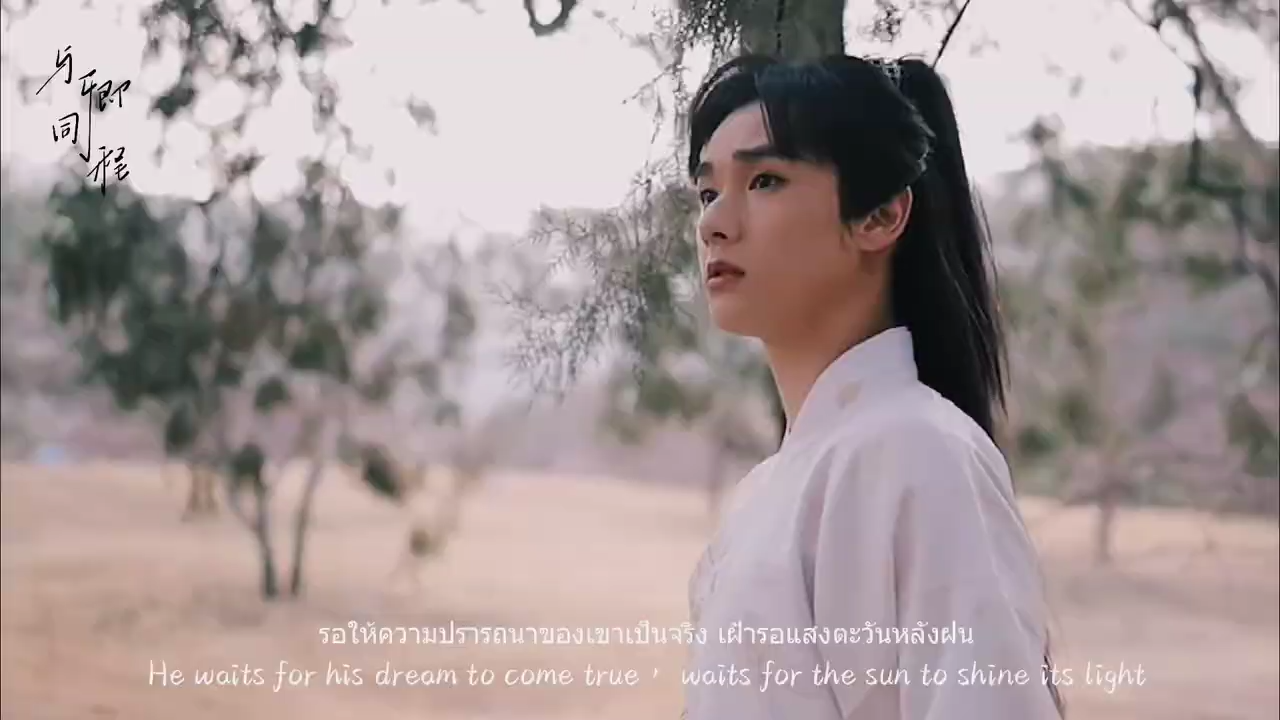 与卿
同程
รอให้ความปรารถนาของเขาเป็นจริง เฝ้ารอแสงตะวันหลังฝน
He waits for his dream to come true， waits for the sun to shine its light